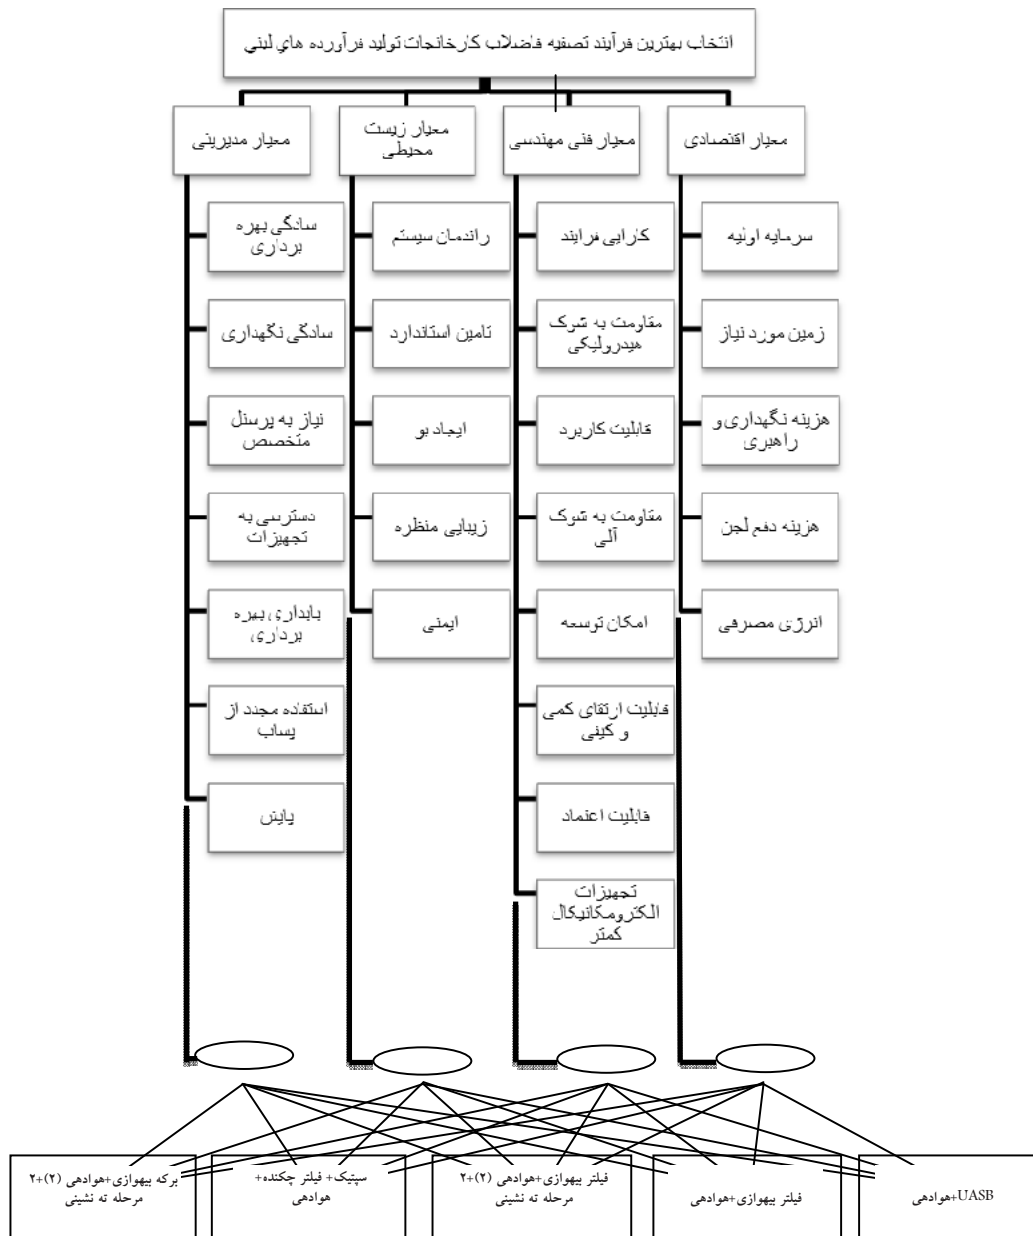 انتخاب بهترین فرآیند تصفیه فاضلاب کارخانجات تولید فرآورده های لبنی
معیار اقتصادی
معیار فنی مهندسی
معیار زیست
محیطی
معیار مدیریتی
سرمایه اولیه
زمین مورد نیاز
هزینه نگهداری و
راهبری
هزینه دفع لجن
انرژی مصرفی
کارایی فرایند
مقاومت به شوک
هیدرولیکی
قابلیت کاربرد
مقاومت به شوک
آلی
امکان توسعه
قابلیت ارتقای کمی
و کیفی
قابلیت اعتماد
تجهیزات
الکترومکانیکال
کمتر
راندمان سیستم
تامین استاندارد
ایجاد بو
زیبایی منظره
ایمنی
سادگی بهره
برداری
سادگی نگهداری
نیاز به پرسنل
متخصص
دسترسی به
تجهیزات
پایداری بهره
برداری
استفاده مجدد از
پساب
پایش
UASB+هوادهی
فیلتر بیهوازی+هوادهی
فیلتر بیهوازی+هوادهی (۲)+۲
مرحله ته نشینی
سپتیک+ فیلتر چکنده+
هوادهی
برکه بیهوازی+هوادهی (۲)+۲
مرحله ته نشینی